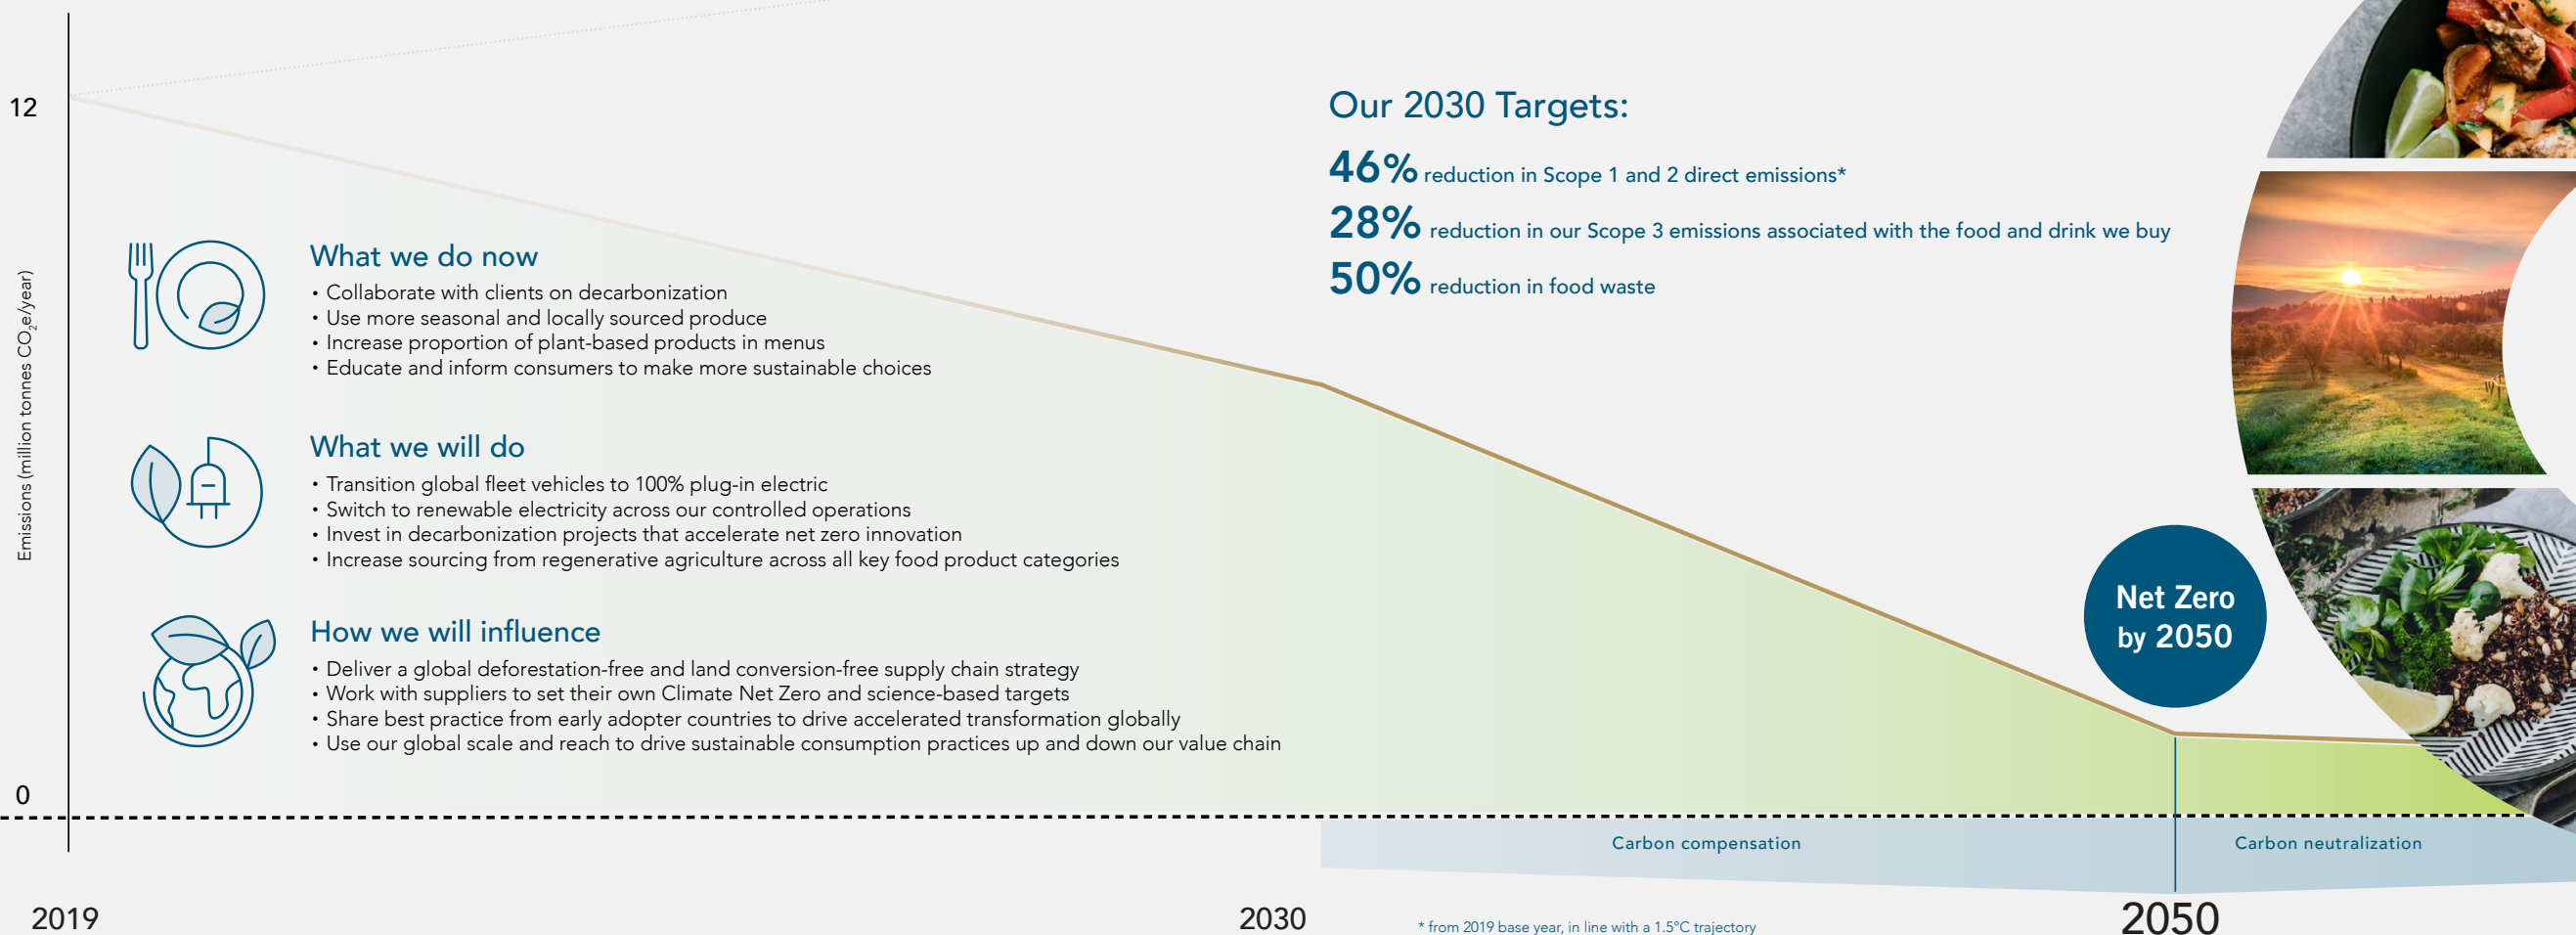 12
Emissions (million tonnes CO₂e/year)
0
What we do now
• Collaborate with clients on decarbonization
• Use more seasonal and locally sourced produce
• Increase proportion of plant-based products in menus
• Educate and inform consumers to make more sustainable choices
What we will do
• Transition global fleet vehicles to 100% plug-in electric
• Switch to renewable electricity across our controlled operations
• Invest in decarbonization projects that accelerate net zero innovation
• Increase sourcing from regenerative agriculture across all key food product categories
How we will influence
• Deliver a global deforestation-free and land conversion-free supply chain strategy
• Work with suppliers to set their own Climate Net Zero and science-based targets
• Share best practice from early adopter countries to drive accelerated transformation globally
• Use our global scale and reach to drive sustainable consumption practices up and down our value chain
Our 2030 Targets:
46% reduction in Scope 1 and 2 direct emissions*
28% reduction in our Scope 3 emissions associated with the food and drink we buy
50% reduction in food waste
Net Zero
by 2050
Carbon compensation
Carbon neutralization
2019
2030
* from 2019 base year, in line with a 1.5°C trajectory
2050